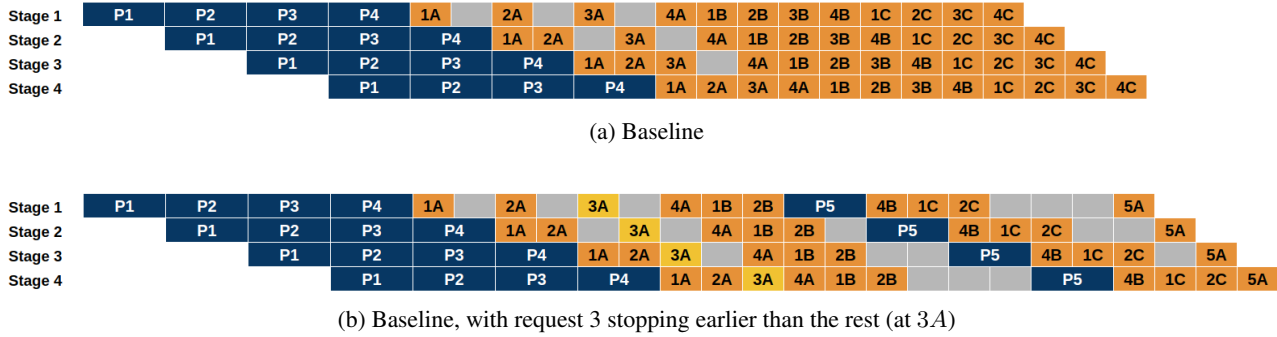 Stage 1 P1 P2 P3 P4 1A 2A 3A 4A 1B 2B 3B 4B 1C 2C 3C 4C
Stage 2 P1 P2 P3 P4 1A 2A 3A 4A 1B 2B 3B 4B 1C 2C 3C 4C
Stage 3 P1 P2 P3 P4 1A 2A 3A 4A 1B 2B 3B 4B 1C 2C 3C 4C
Stage 4 P1 P2 P3 P4 1A 2A 3A 4A 1B 2B 3B 4B 1C 2C 3C 4C
(a) Baseline
Stage 1 P1 P2 P3 P4 1A 2A 3A 4A 1B 2B P5 4B 1C 2C 5A
Stage 2 P1 P2 P3 P4 1A 2A 3A 4A 1B 2B P5 4B 1C 2C 5A
Stage 3 P1 P2 P3 P4 1A 2A 3A 4A 1B 2B P5 4B 1C 2C 5A
Stage 4 P1 P2 P3 P4 1A 2A 3A 4A 1B 2B P5 4B 1C 2C 5A
(b) Baseline, with request 3 stopping earlier than the rest (at 3A)